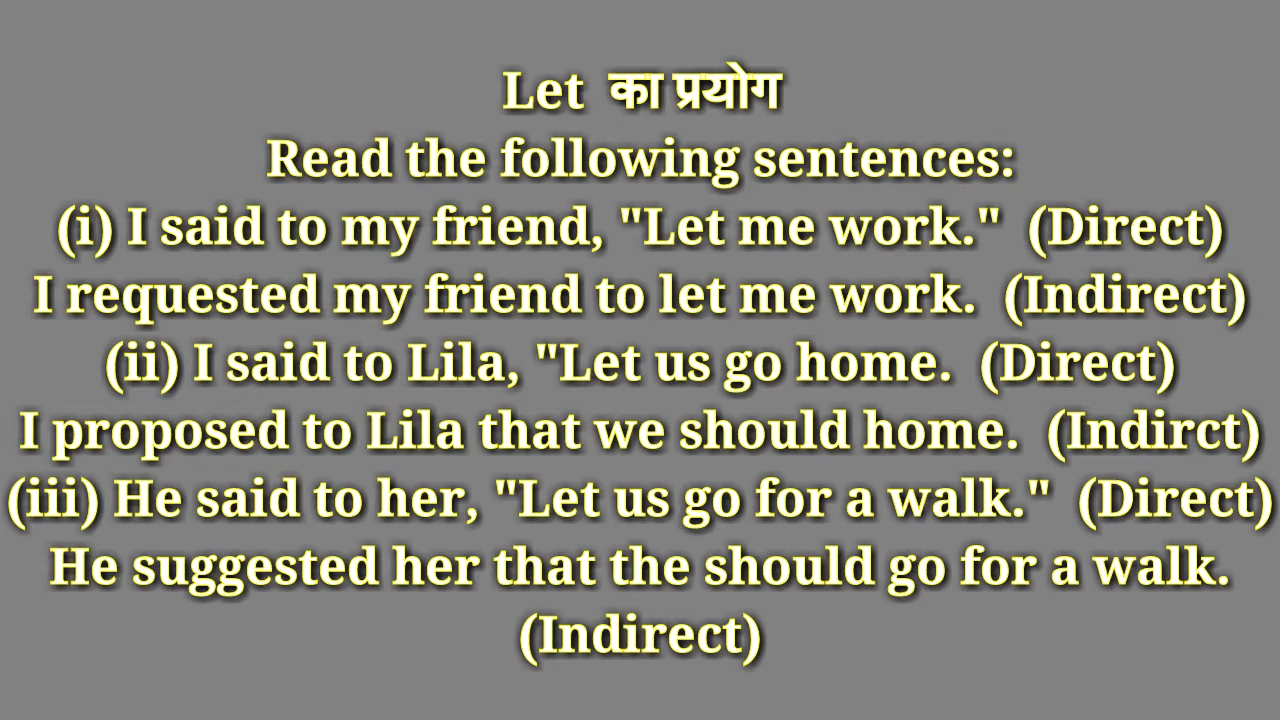 Let का प्रयोग
Read the following sentences:
(i) I said to my friend, "Let me work." (Direct)
I requested my friend to let me work. (Indirect)
(ii) I said to Lila, "Let us go home. (Direct)
I proposed to Lila that we should home. (Indirct)
(iii) He said to her, "Let us go for a walk." (Direct)
He suggested her that the should go for a walk.
(Indirect)